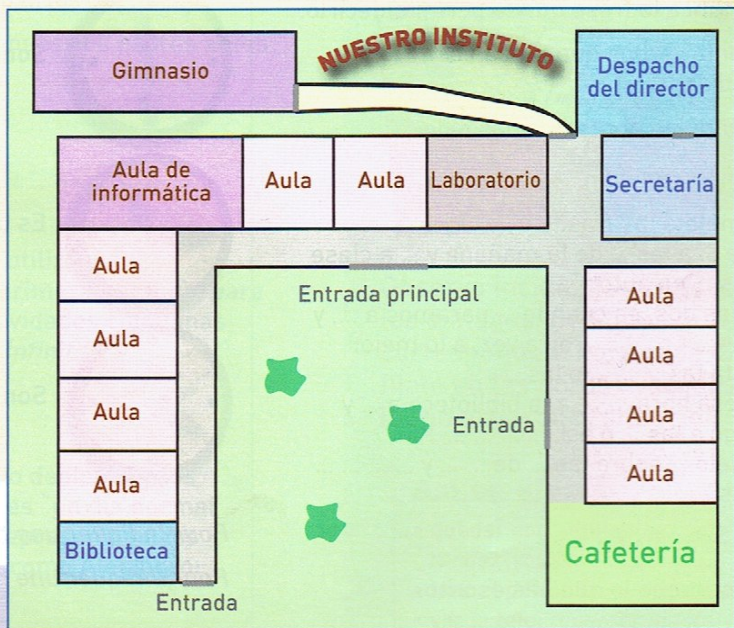 NUESTRO INSTITUTO
Gimnasio
Despacho
del director
Aula de
informática
Aula
Aula
Laboratorio
Secretaría
Aula
Aula
Aula
Aula
Biblioteca
Entrada
Entrada principal
Entrada
Aula
Aula
Aula
Aula
Cafetería